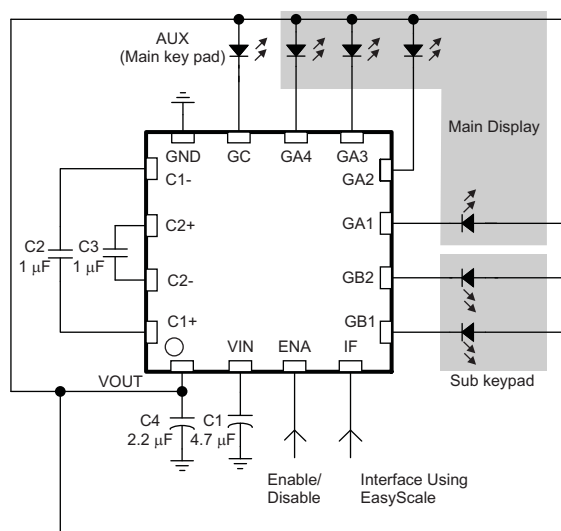 AUX
(Main key pad)
Main Display
GND
GC
GA4
GA3
GA2
C1-
C2+
GA1
C2
1 μF
C3
1 μF
C2-
GB2
C1+
GB1
VIN
ENA
IF
VOUT
Sub keypad
C4
2.2 μF
C1
4.7 μF
Enable/
Disable
Interface Using
EasyScale